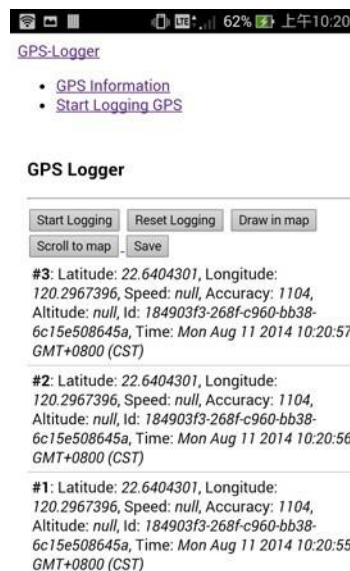 LTE 62% 上午10:20
GPS-Logger
GPS Information
Start Logging GPS
GPS Logger
Start Logging Reset Logging Draw in map
Scroll to map Save
#3: Latitude: 22.6404301, Longitude:
120.2967396, Speed: null, Accuracy: 1104,
Altitude: null, Id: 184903f3-268f-c960-bb38-
6c15e508645a, Time: Mon Aug 11 2014 10:20:57
GMT+0800 (CST)
#2: Latitude: 22.6404301, Longitude:
120.2967396, Speed: null, Accuracy: 1104,
Altitude: null, Id: 184903f3-268f-c960-bb38-
6c15e508645a, Time: Mon Aug 11 2014 10:20:56
GMT+0800 (CST)
#1: Latitude: 22.6404301, Longitude:
120.2967396, Speed: null, Accuracy: 1104,
Altitude: null, Id: 184903f3-268f-c960-bb38-
6c15e508645a, Time: Mon Aug 11 2014 10:20:55
GMT+0800 (CST)